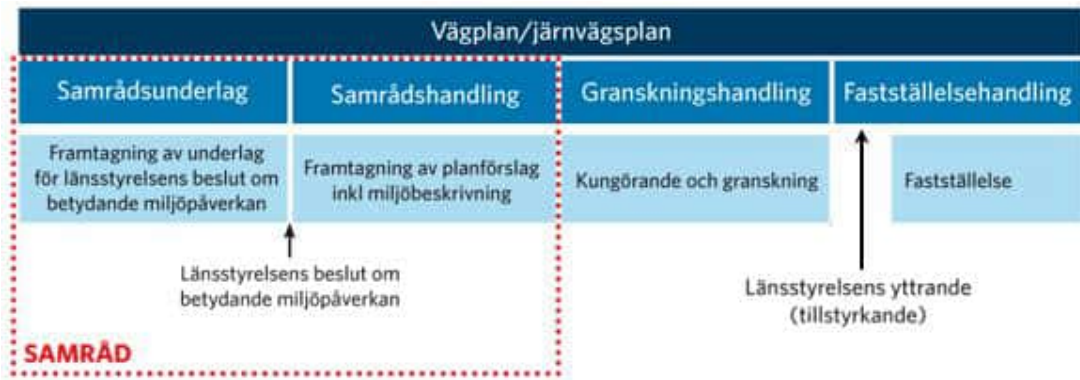 Vägplan/järnvägsplan
Samrådsunderlag
Samrådshandling
Granskningshandling
Fastställelsehandling
Framtagning av underlag
för länsstyrelsens beslut om
betydande miljöpåverkan
Framtagning av planförslag
inkl miljöbeskrivning
Kungörande och granskning
Fastställelse
Länsstyrelsens beslut om
betydande miljöpåverkan
Länsstyrelsens yttrande
(tillstyrkande)
SAMRÅD